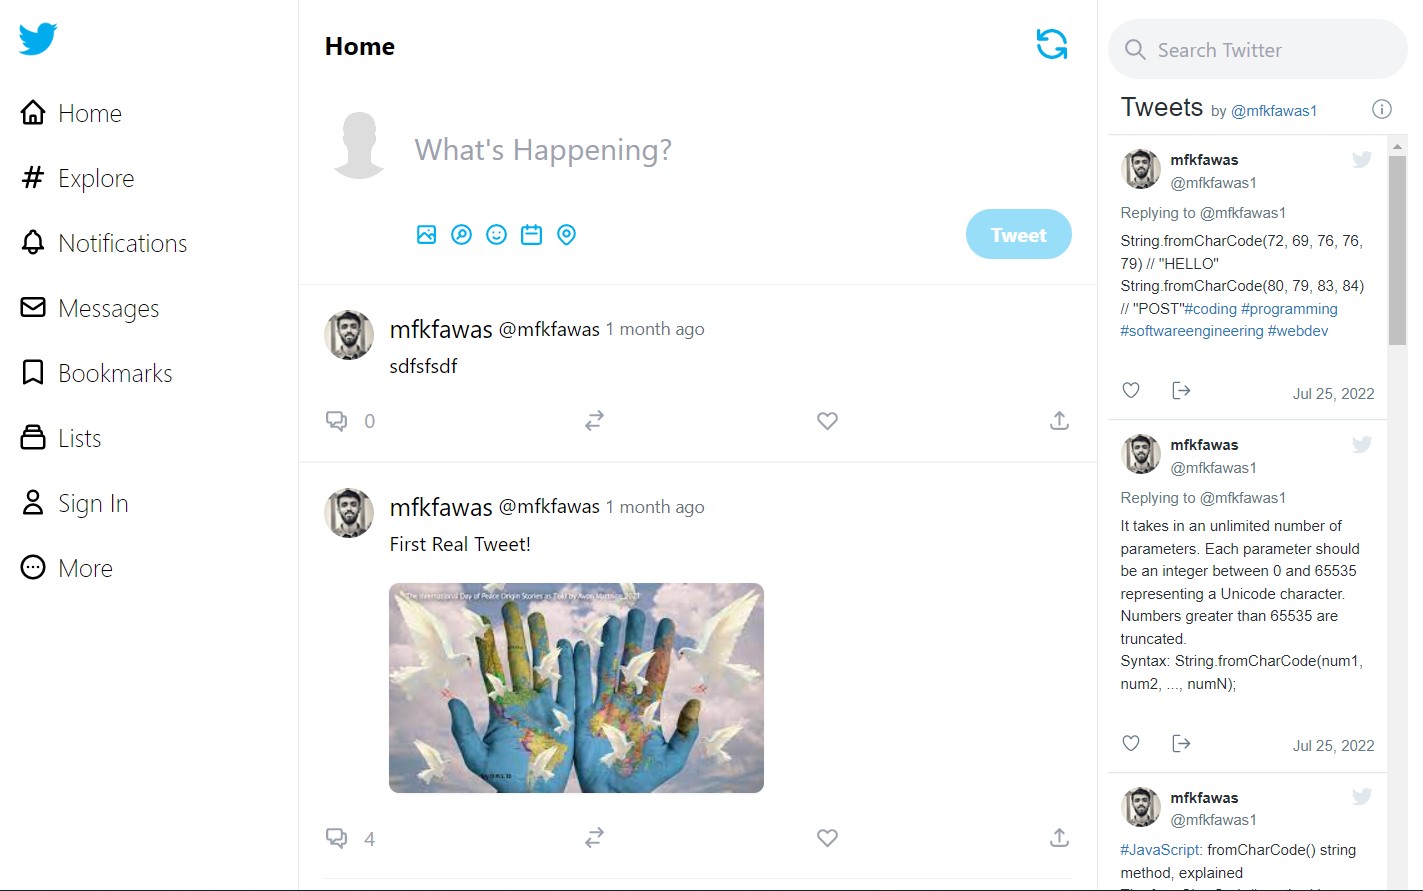 Home
Explore
Notifications
Messages
Bookmarks
Lists
Sign In
More
Home
What's Happening?
Tweet
mfkfawas @mfkfawas 1 month ago
sdfsfsdf
0
mfkfawas @mfkfawas 1 month ago
First Real Tweet!
The International Day of Peace Origin Stories as Told by Avon Mattison 2021
4
Search Twitter
Tweets by @mfkfawas1
mfkfawas
@mfkfawas1
Replying to @mfkfawas1
String.fromCharCode(72, 69, 76, 76,
79) // "HELLO"
String.fromCharCode(80, 79, 83, 84)
// "POST"#coding #programming
#softwareengineering #webdev
Jul 25, 2022
mfkfawas
@mfkfawas1
Replying to @mfkfawas1
It takes in an unlimited number of
parameters. Each parameter should
be an integer between 0 and 65535
representing a Unicode character.
Numbers greater than 65535 are
truncated.
Syntax: String.fromCharCode(num1,
num2, ..., numN);
Jul 25, 2022
mfkfawas
@mfkfawas1
#JavaScript: fromCharCode() string
method, explained